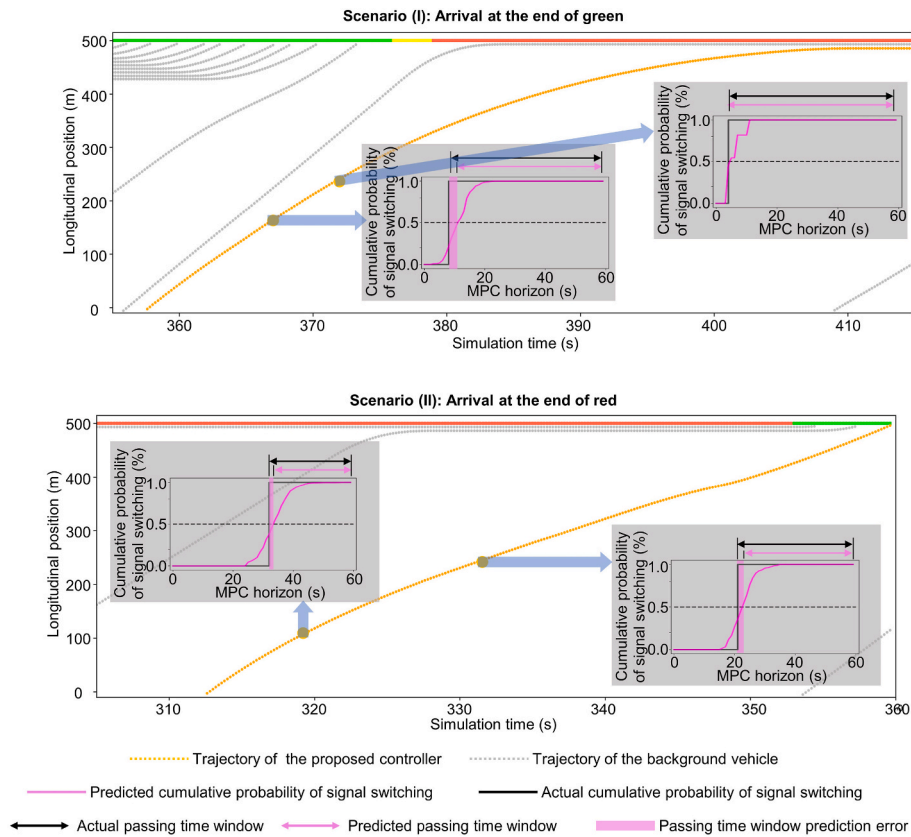 Scenario (I): Arrival at the end of green
Longitudinal position (m)
500
400
300
200
100
0
Cumulative probability
of signal switching (%)
1.0
0.5
0.0
0
20
40
60
MPC horizon (s)
Cumulative probability
of signal switching (%)
1.0
0.5
0.0
0
20
40
60
MPC horizon (s)
360
370
380
390
400
410
Simulation time (s)
Scenario (II): Arrival at the end of red
Longitudinal position (m)
500
400
300
200
100
0
Cumulative probability
of signal switching (%)
1.0
0.5
0.0
0
20
40
60
MPC horizon (s)
Cumulative probability
of signal switching (%)
1.0
0.5
0.0
0
20
40
60
MPC horizon (s)
310
320
330
340
350
360
Simulation time (s)
Trajectory of the proposed controller
Trajectory of the background vehicle
Predicted cumulative probability of signal switching
Actual cumulative probability of signal switching
Actual passing time window
Predicted passing time window
Passing time window prediction error